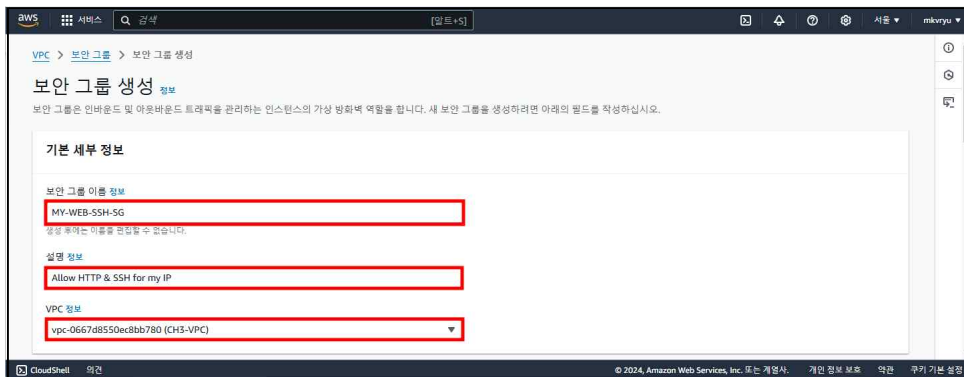 aws 서비스 검색 [알트+S] 서울 ▼ mkvryu ▼
VPC > 보안 그룹 > 보안 그룹 생성
보안 그룹 생성 정보
보안 그룹은 인바운드 및 아웃바운드 트래픽을 관리하는 인스턴스의 가상 방화벽 역할을 합니다. 새 보안 그룹을 생성하려면 아래의 필드를 작성하십시오.
기본 세부 정보
보안 그룹 이름 정보
MY-WEB-SSH-SG
생성 후에는 이름을 편집할 수 없습니다.
설명 정보
Allow HTTP & SSH for my IP
VPC 정보
vpc-0667d8550ec8bb780 (CH3-VPC) ▼
CloudShell 의견 © 2024, Amazon Web Services, Inc. 또는 계열사. 개인 정보 보호 약관 쿠키 기본 설정